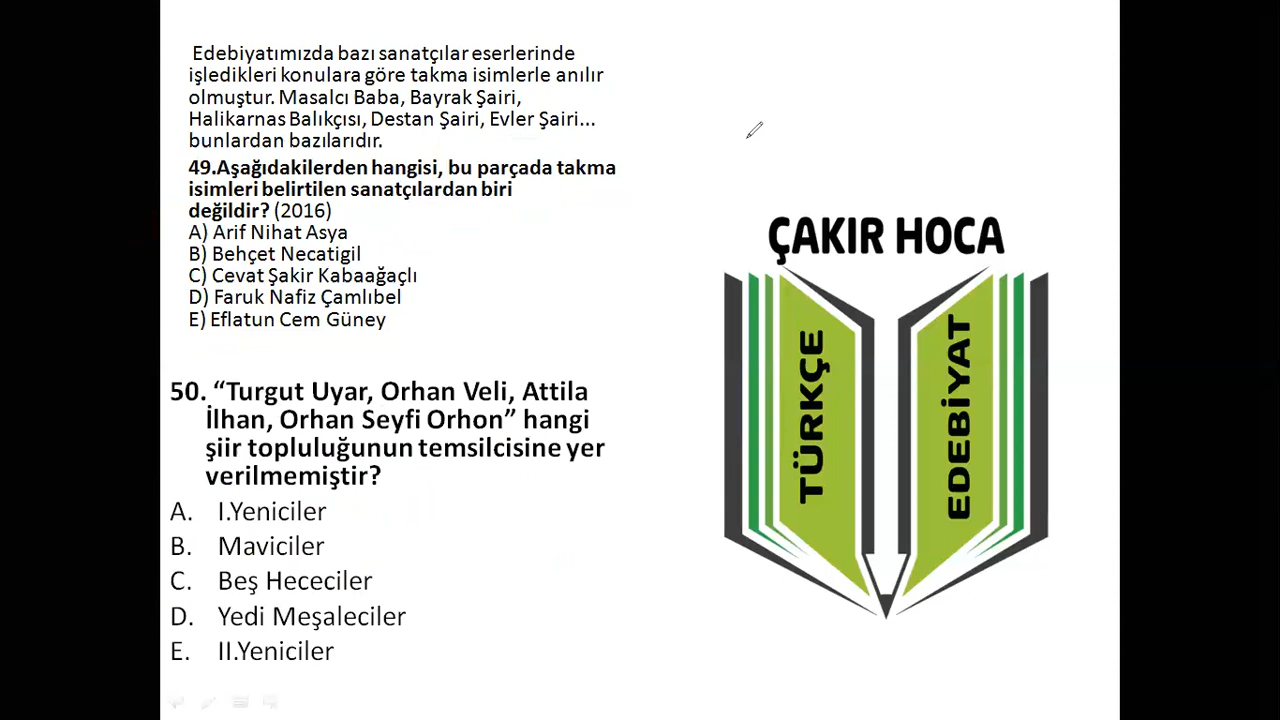 Edebiyatımızda bazı sanatçılar eserlerinde
işledikleri konulara göre takma isimlerle anılır
olmuştur. Masalcı Baba, Bayrak Şairi,
Halikarnas Balıkçısı, Destan Şairi, Evler Şairi...
bunlardan bazılarıdır.
49.Aşağıdakilerden hangisi, bu parçada takma
isimleri belirtilen sanatçılardan biri
değildir? (2016)
A) Arif Nihat Asya
B) Behçet Necatigil
C) Cevat Şakir Kabaağaçlı
D) Faruk Nafiz Çamlıbel
E) Eflatun Cem Güney
50. “Turgut Uyar, Orhan Veli, Attila
İlhan, Orhan Seyfi Orhon” hangi
şiir topluluğunun temsilcisine yer
verilmemiştir?
A. I.Yeniciler
B. Maviciler
C. Beş Hececiler
D. Yedi Meşaleciler
E. II.Yeniciler
ÇAKIR HOCA
TÜRKÇE
EDEBİYAT